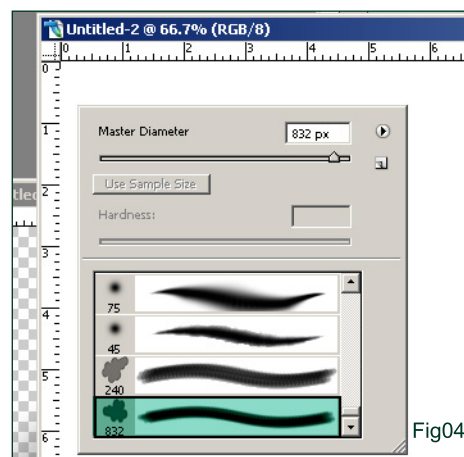 Untitled-2 @ 66.7% (RGB/8)
0 1 2 3 4 5 6
0
1
Master Diameter 832 px
tled
2
Use Sample Size
Hardness:
3
75
4
45
5
240
832
Fig04
6